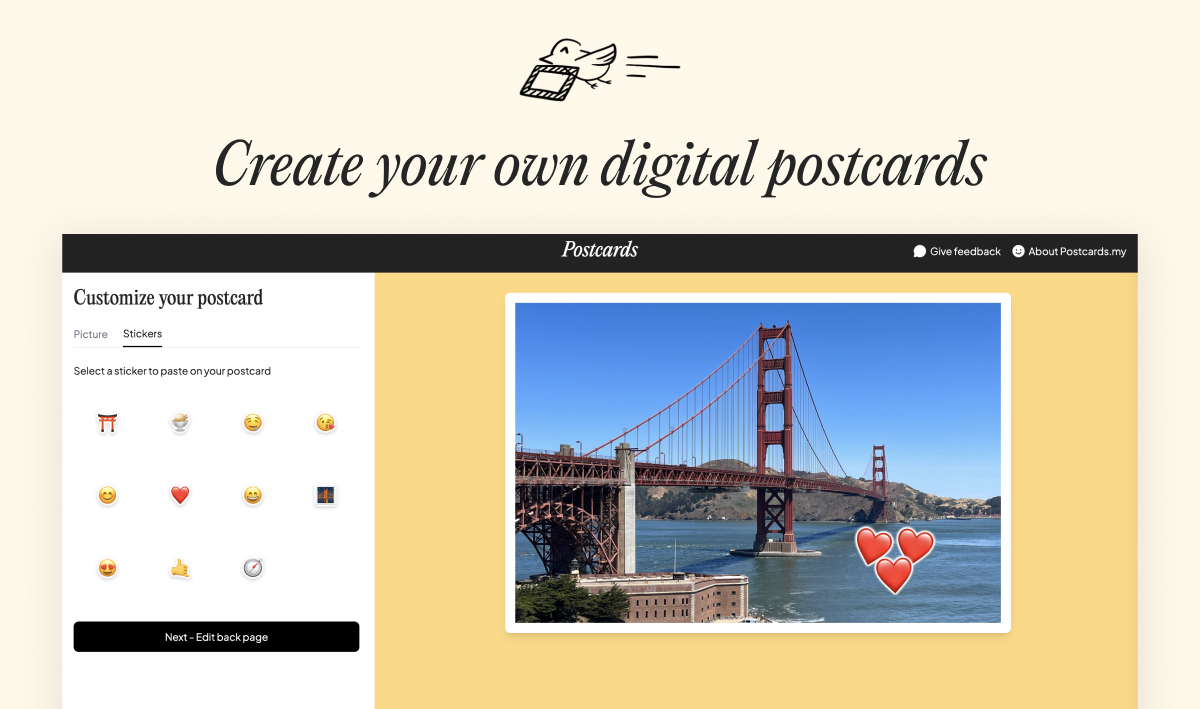 Create your own digital postcards
Postcards
Give feedback
About Postcards.my
Customize your postcard
Picture
Stickers
Select a sticker to paste on your postcard
Next - Edit back page